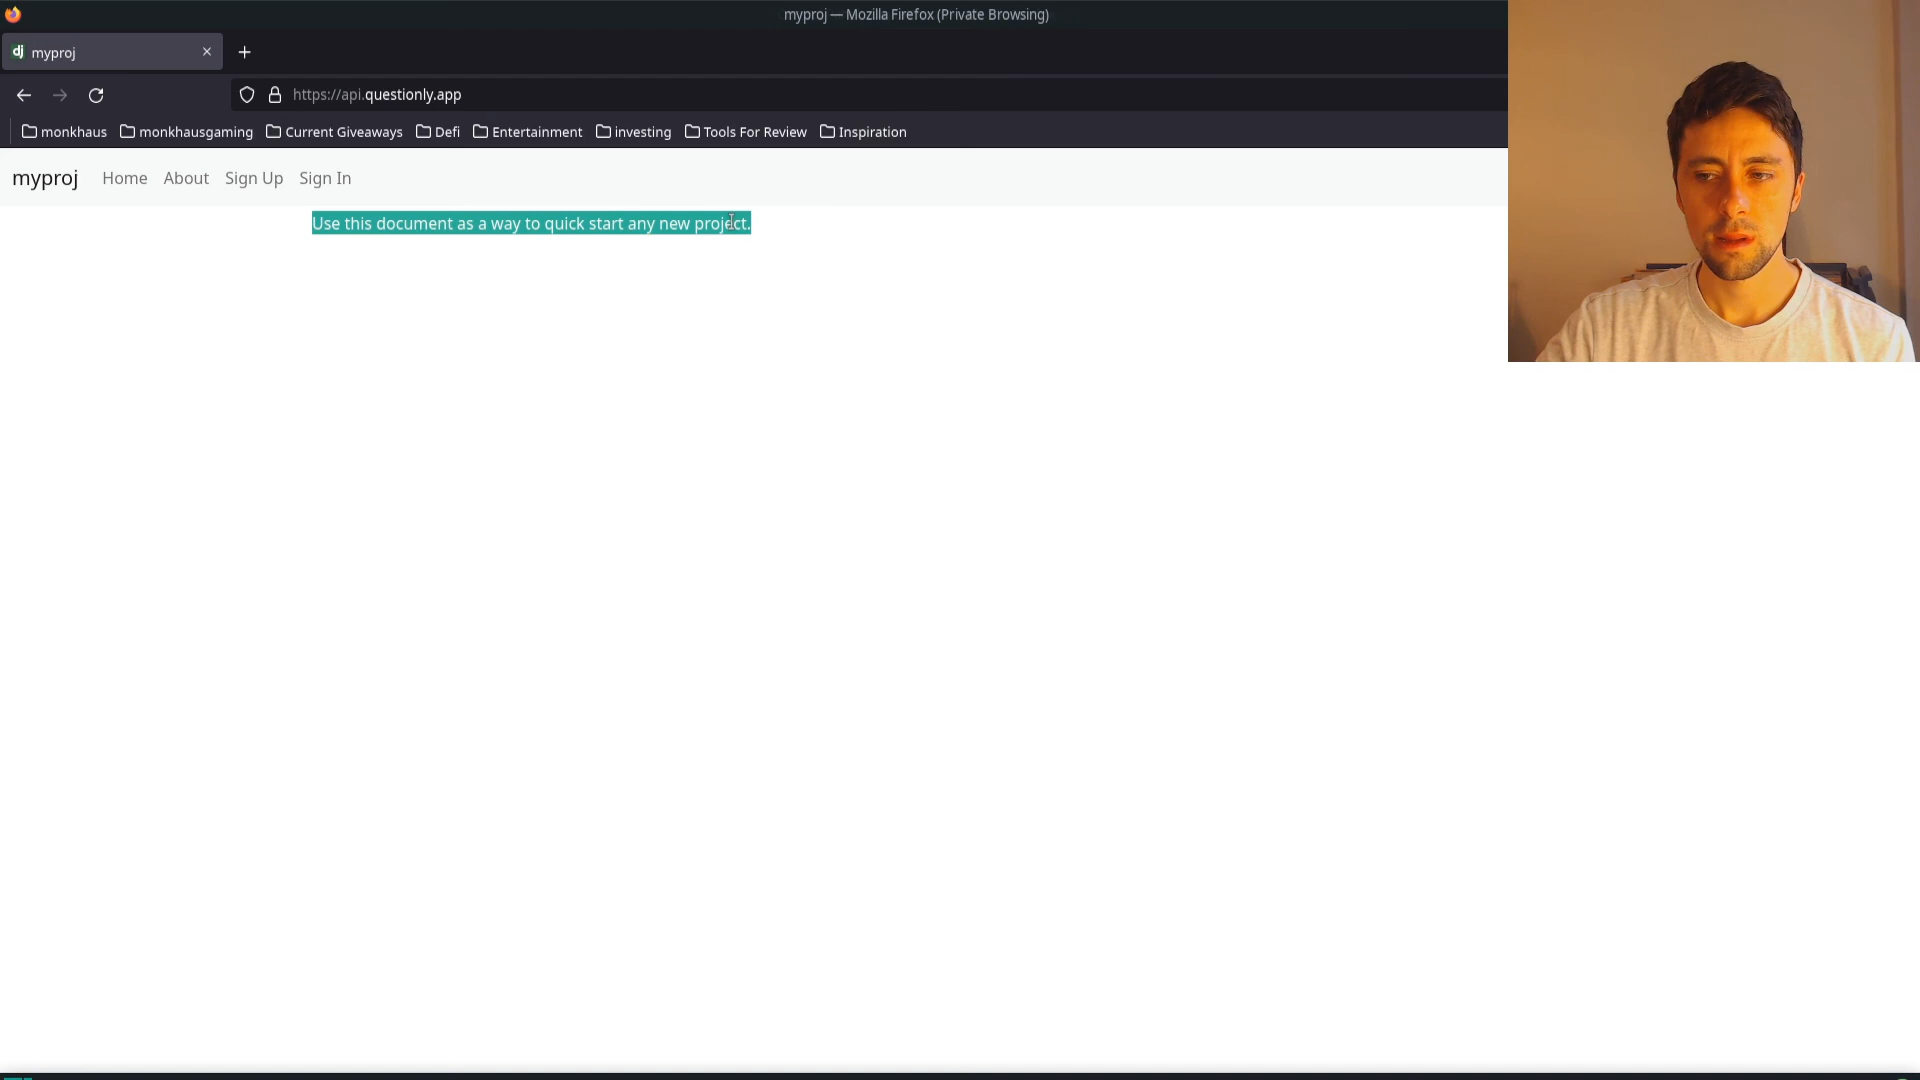 myproj — Mozilla Firefox (Private Browsing)
dj myproj
https://api.questionly.app
monkhaus monkhausgaming Current Giveaways Defi Entertainment investing Tools For Review Inspiration
myproj Home About Sign Up Sign In
Use this document as a way to quick start any new project.